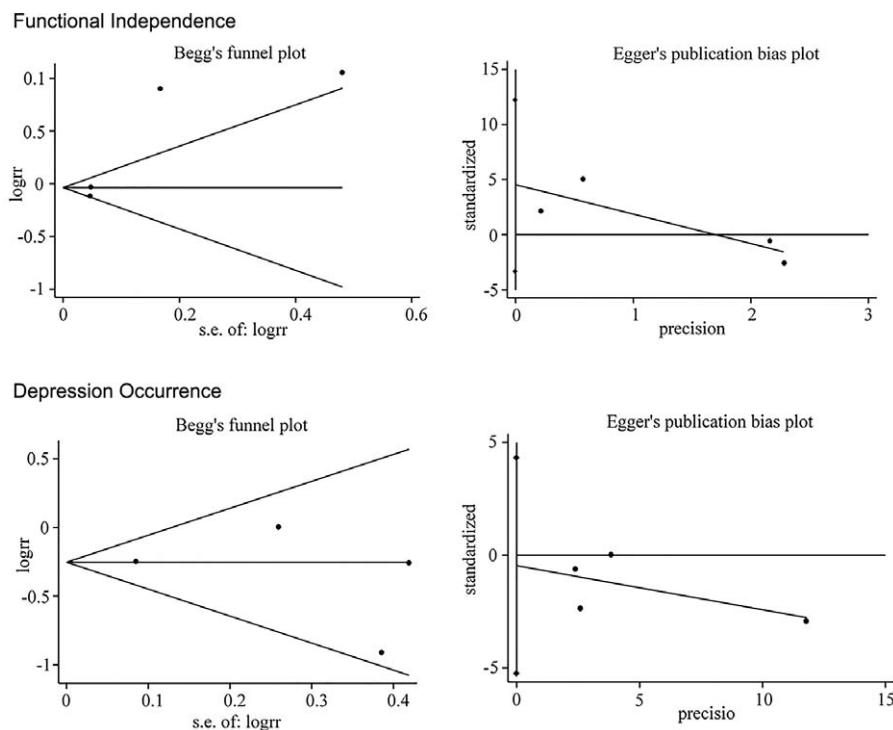 Functional Independence
Begg's funnel plot
0.1
0.5
0
-0.5
-1
logrr
0
0.2
0.4
0.6
s.e. of: logrr
Egger's publication bias plot
15
10
5
0
-5
standardized
0
1
2
3
precision
Depression Occurrence
Begg's funnel plot
0.5
0
-0.5
-1
logrr
0
0.1
0.2
0.3
0.4
s.e. of: logrr
Egger's publication bias plot
5
0
-5
standardized
0
5
10
15
precisio